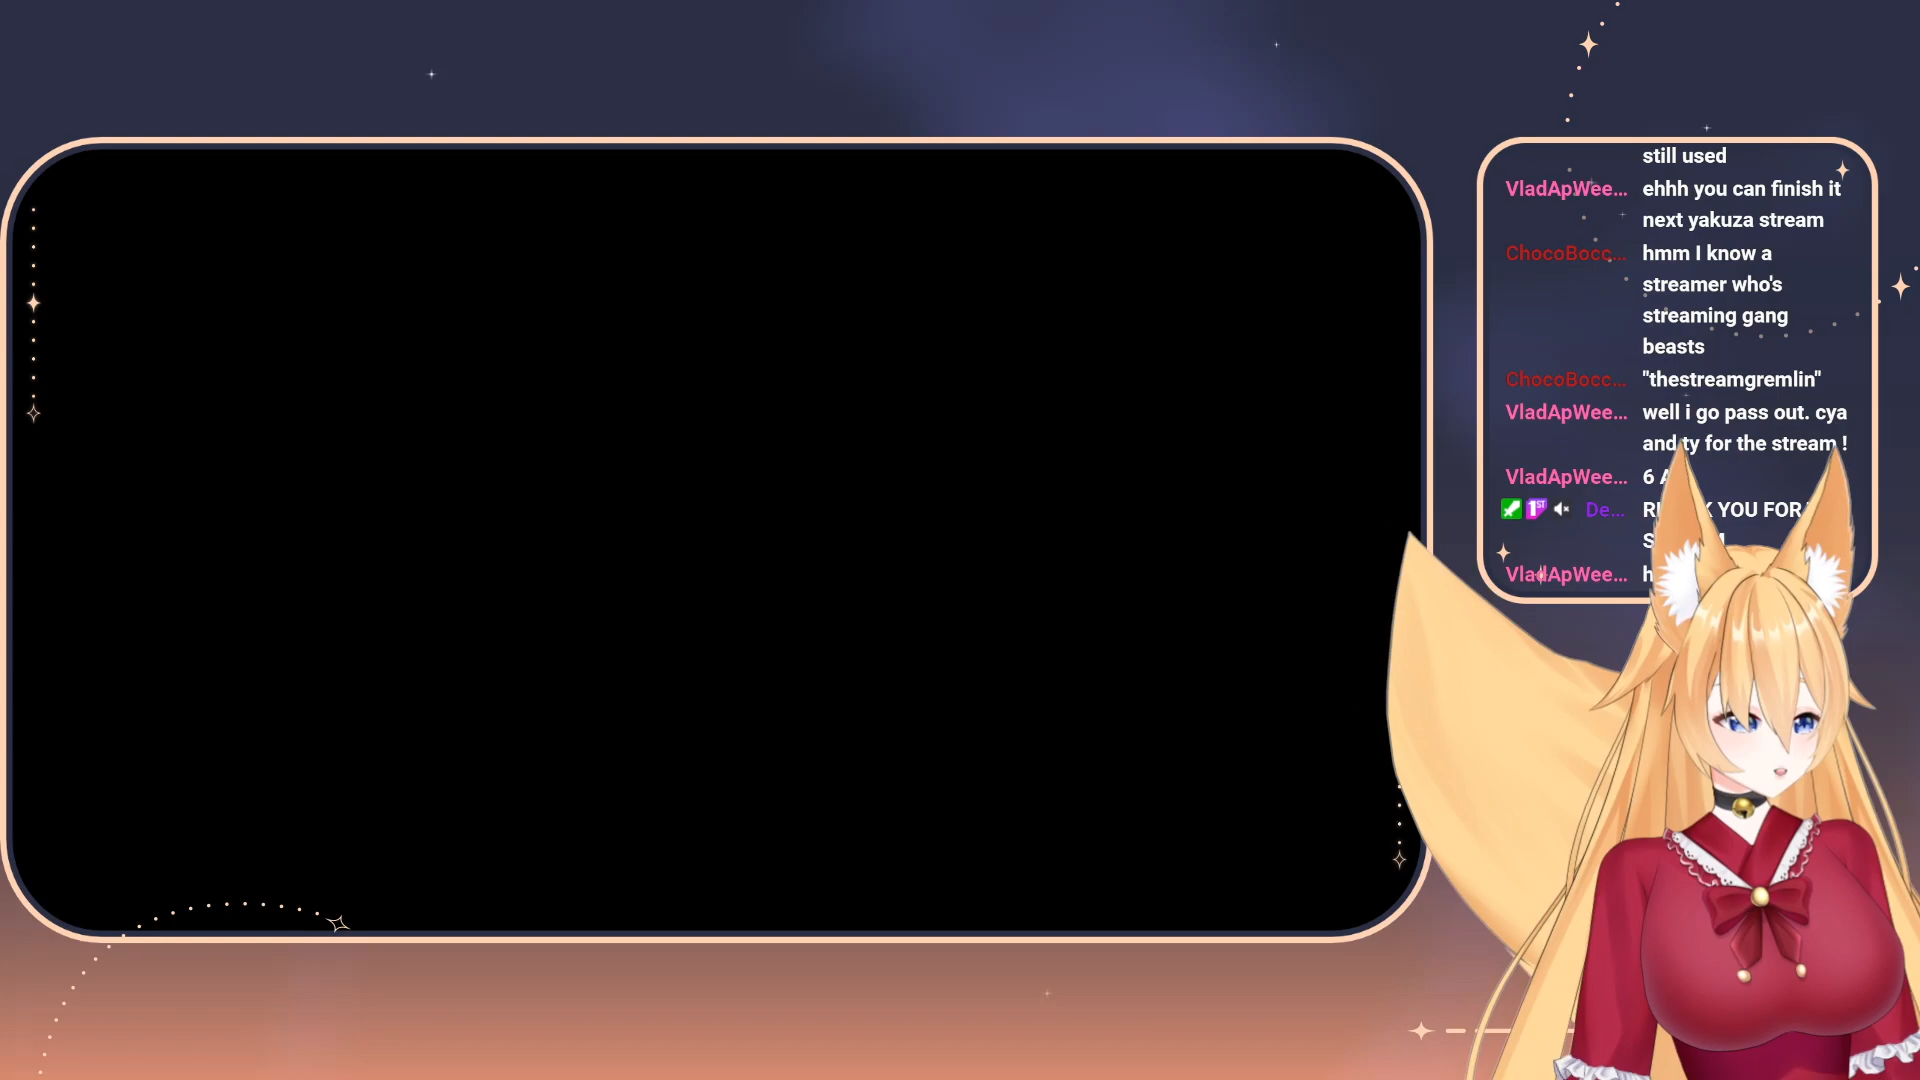 still used
VladApWee... ehhh you can finish it
next yakuza stream
ChocoBocc... hmm I know a
streamer who's
streaming gang
beasts
ChocoBocc... "thestreamgremlin"
VladApWee... well i go pass out. cya
and ty for the stream !
VladApWee... 6
1ST De... YOU FOR
VladApWee...